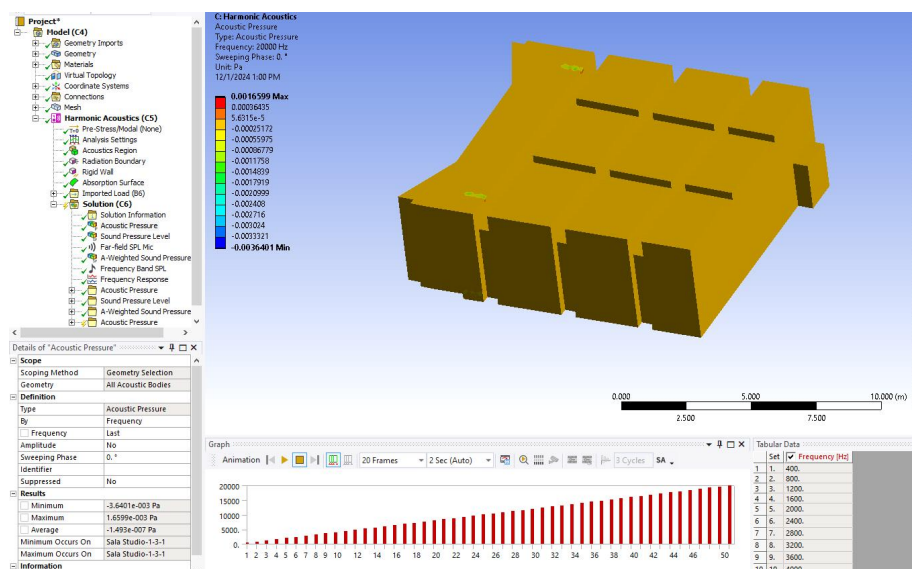 Project*
Model (C4)
Geometry Imports
Geometry
Materials
Virtual Topology
Coordinate Systems
Connections
Mesh
Harmonic Acoustics (C5)
Pre-Stress/Modal (None)
Analysis Settings
Acoustics Region
Radiation Boundary
Rigid Wall
Absorption Surface
Imported Load (B6)
Solution (C6)
Solution Information
Acoustic Pressure
Sound Pressure Level
Far-field SPL Mic
A-Weighted Sound Pressure
Frequency Band SPL
Frequency Response
Acoustic Pressure
Sound Pressure Level
A-Weighted Sound Pressure
Acoustic Pressure
Details of "Acoustic Pressure"
Scope
Scoping Method Geometry Selection
Geometry All Acoustic Bodies
Definition
Type Acoustic Pressure
By Frequency
Frequency Last
Amplitude No
Sweeping Phase 0. °
Identifier
Suppressed No
Results
Minimum -3.6401e-003 Pa
Maximum 1.6599e-003 Pa
Average -1.493e-007 Pa
Minimum Occurs On Sala Studio-1-3-1
Maximum Occurs On Sala Studio-1-3-1
Information
C: Harmonic Acoustics
Acoustic Pressure
Type: Acoustic Pressure
Frequency: 20000 Hz
Sweeping Phase: 0. °
Unit: Pa
12/1/2024 1:00 PM
0.0016599 Max
0.00036435
5.6315e-5
-0.00025172
-0.00055975
-0.00086779
-0.0011758
-0.0014839
-0.0017919
-0.0020999
-0.002408
-0.002716
-0.003024
-0.0033321
-0.0036401 Min
0.000 5.000 10.000 (m)
2.500 7.500
Graph
Animation 20 Frames 2 Sec (Auto) 3 Cycles SA
20000
15000
10000
5000.
0.
1 2 3 4 5 6 7 8 9 10 12 14 16 18 20 22 24 26 28 30 32 34 36 38 40 42 44 46 50
Tabular Data
Set Frequency [Hz]
1 1. 400.
2 2. 800.
3 3. 1200.
4 4. 1600.
5 5. 2000.
6 6. 2400.
7 7. 2800.
8 8. 3200.
9 9. 3600.